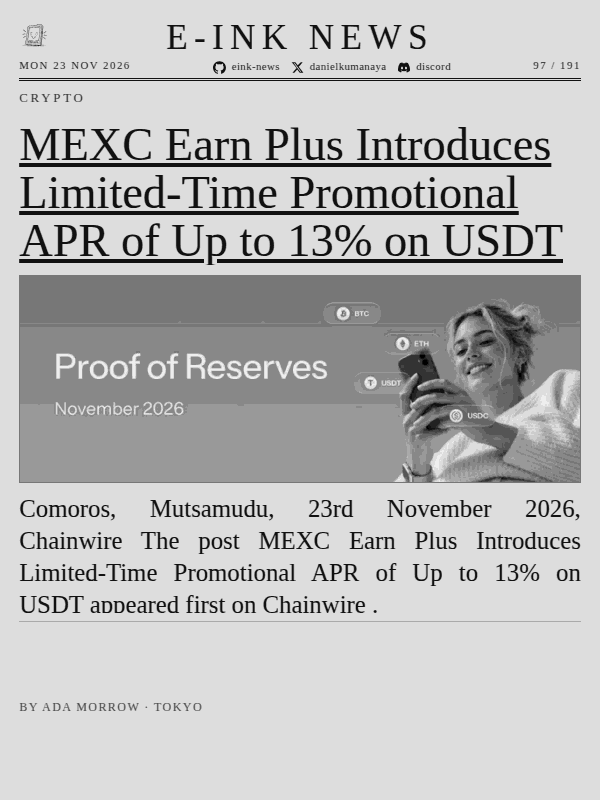 E-INK NEWS
MON 23 NOV 2026
eink-news danielkumanaya discord
97 / 191
CRYPTO
MEXC Earn Plus Introduces
Limited-Time Promotional
APR of Up to 13% on USDT
BTC
ETH
Proof of Reserves
USDT
November 2026
USDC
Comoros, Mutsamudu, 23rd November 2026,
Chainwire The post MEXC Earn Plus Introduces
Limited-Time Promotional APR of Up to 13% on
USDT appeared first on Chainwire .
BY ADA MORROW · TOKYO